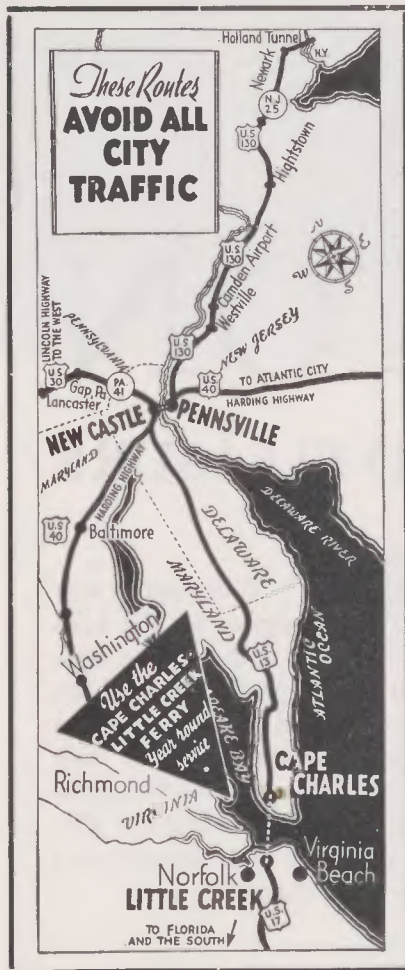 These Routes
AVOID ALL
CITY
TRAFFIC
Holland Tunnel
N.Y.
Newark
N J
25
U S
130
Hightstown
U.S
130
Camden Airport
Westville
U.S
130
NEW JERSEY
N
E
S
W
LINCOLN HIGHWAY
TO THE WEST
PENNSYLVANIA
U S
30
PA.
41
Gap, Pa.
Lancaster
U.S
40
TO ATLANTIC CITY
HARDING HIGHWAY
NEW CASTLE
PENNSVILLE
MARYLAND
HARDING HIGHWAY
U.S
40
Baltimore
DELAWARE
MARYLAND
DELAWARE RIVER
ATLANTIC
OCEAN
Washington
U.S
13
Use the
CAPE CHARLES-
LITTLE CREEK
FERRY
Year round
service
BAY
CAPE
CHARLES
Richmond
VIRGINIA
Norfolk
Virginia
Beach
LITTLE CREEK
U.S.
17
TO FLORIDA
AND THE SOUTH